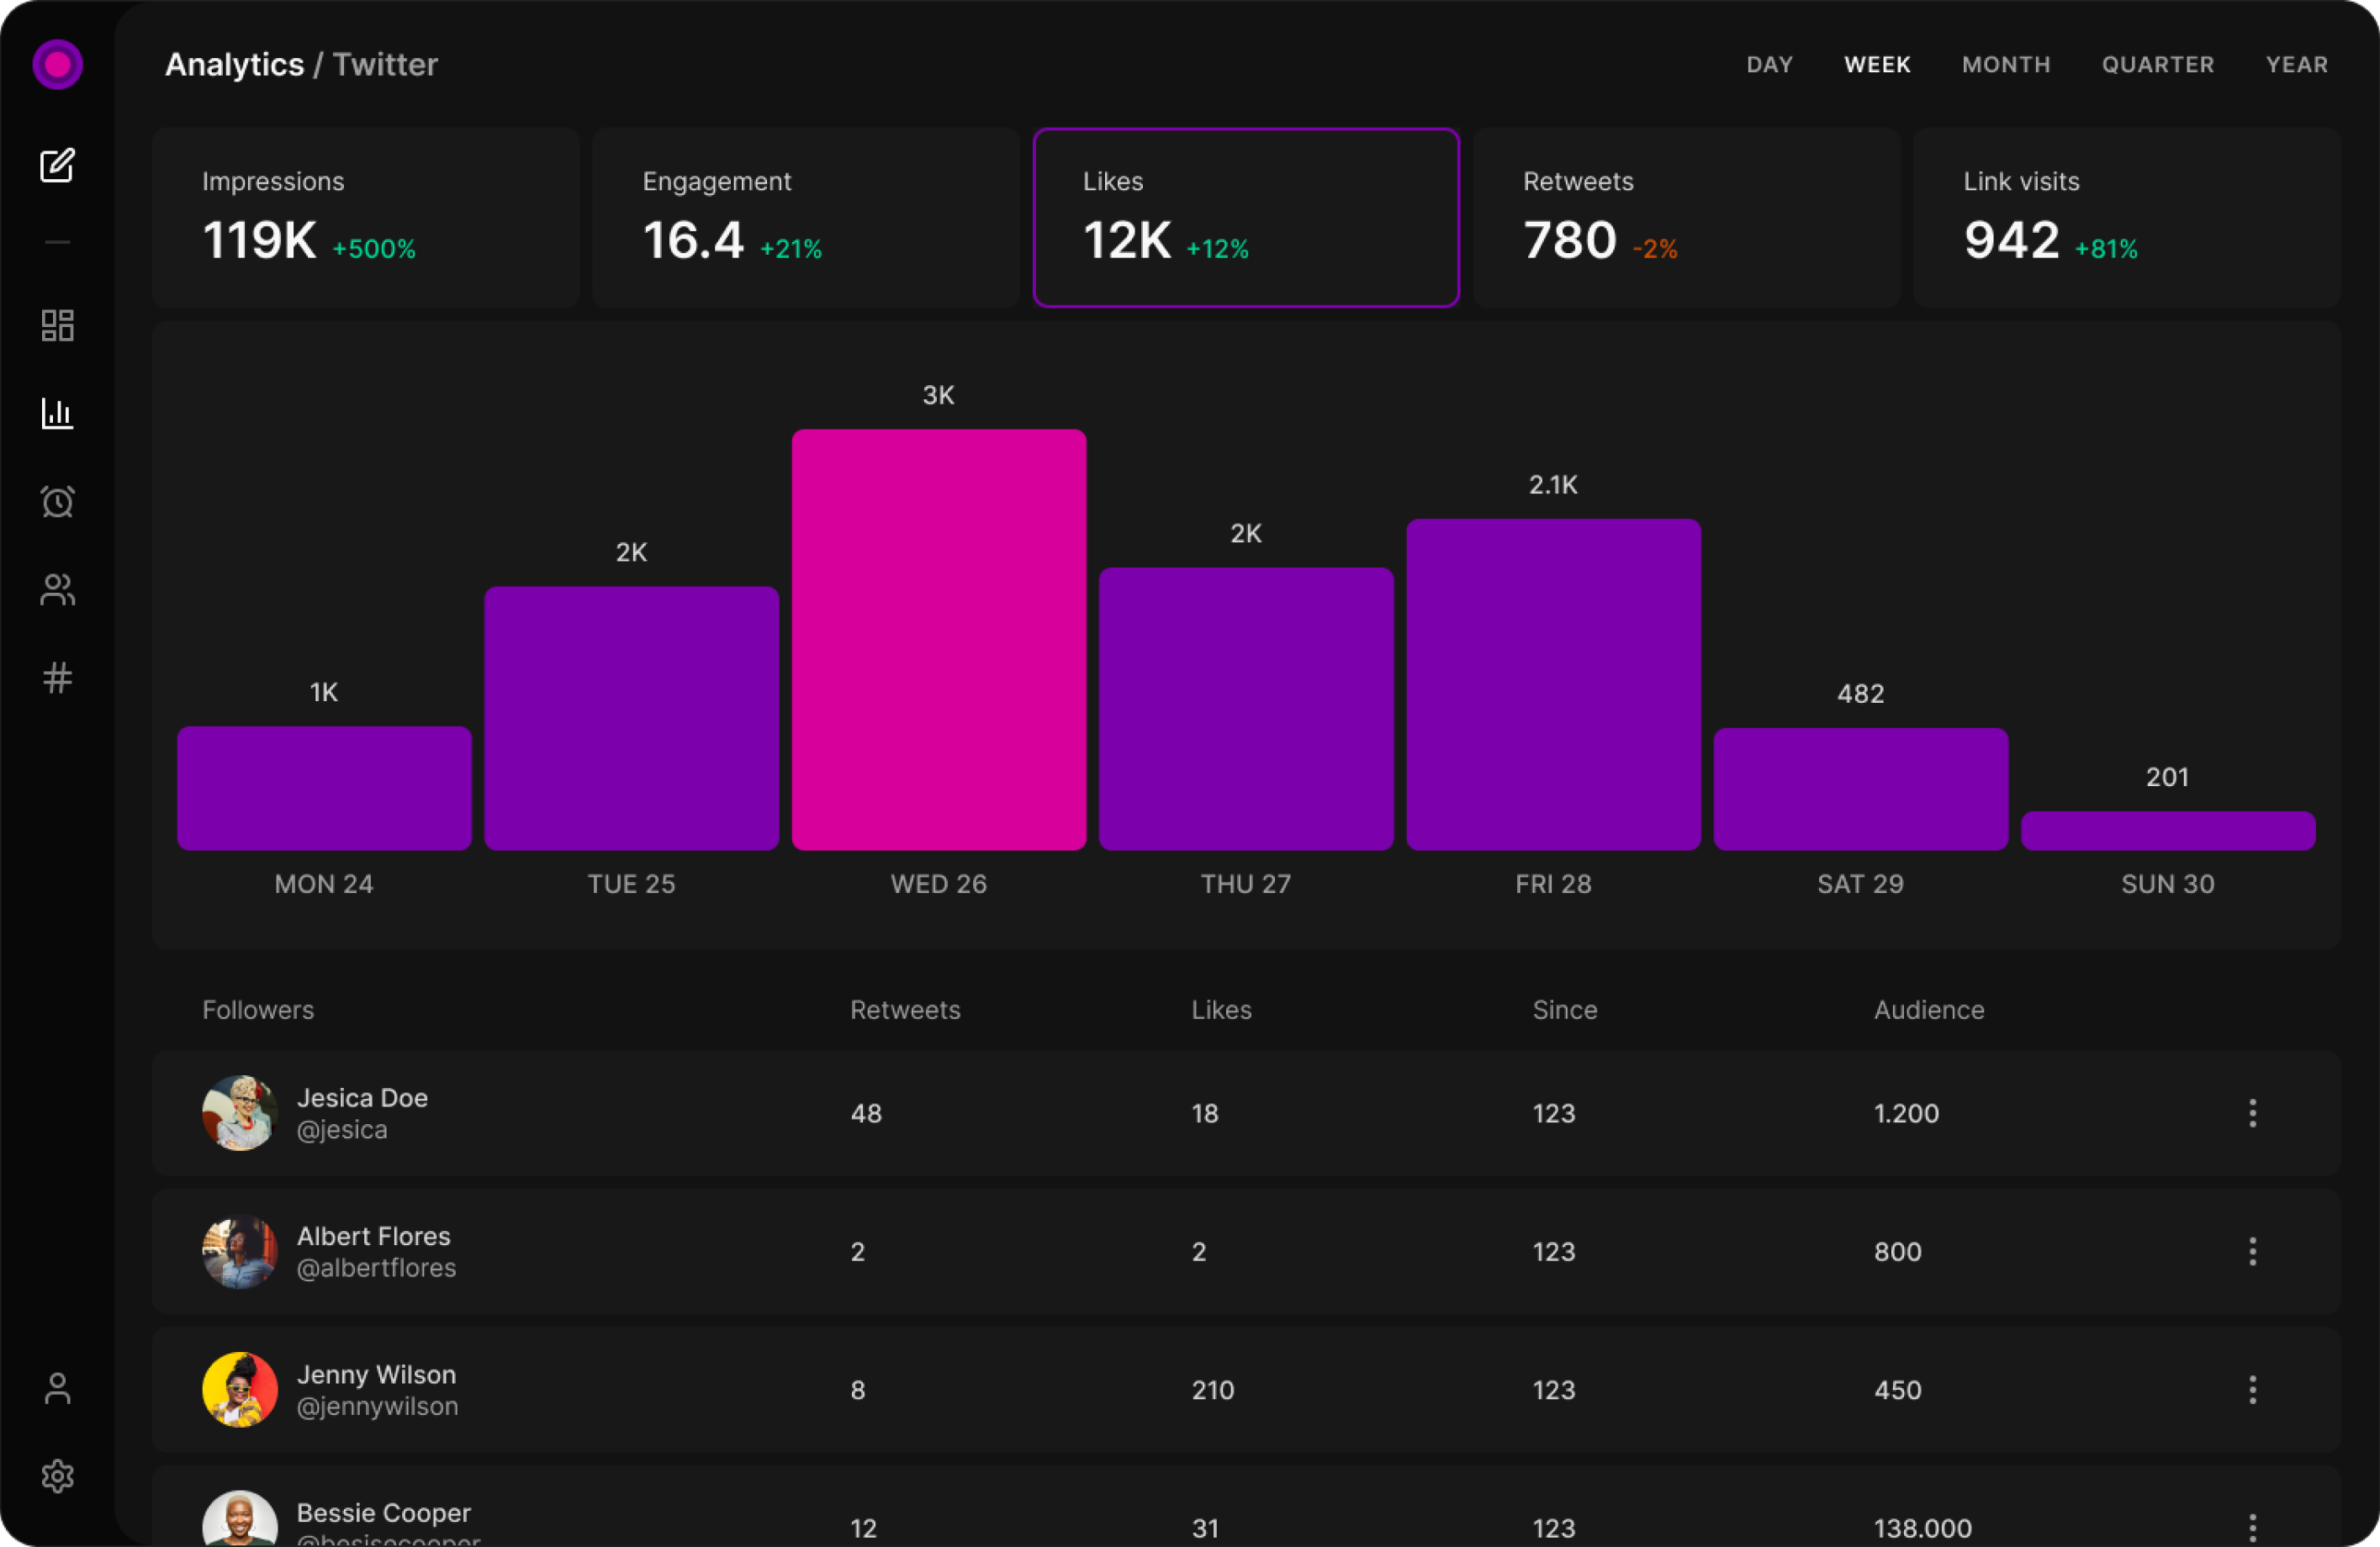 Analytics / Twitter
DAY WEEK MONTH QUARTER YEAR
Impressions
119K +500%
Engagement
16.4 +21%
Likes
12K +12%
Retweets
780 -2%
Link visits
942 +81%
1K
2K
3K
2K
2.1K
482
201
MON 24 TUE 25 WED 26 THU 27 FRI 28 SAT 29 SUN 30
Followers Retweets Likes Since Audience
Jesica Doe
@jesica
48 18 123 1.200
Albert Flores
@albertflores
2 2 123 800
Jenny Wilson
@jennywilson
8 210 123 450
Bessie Cooper
12 31 123 138.000